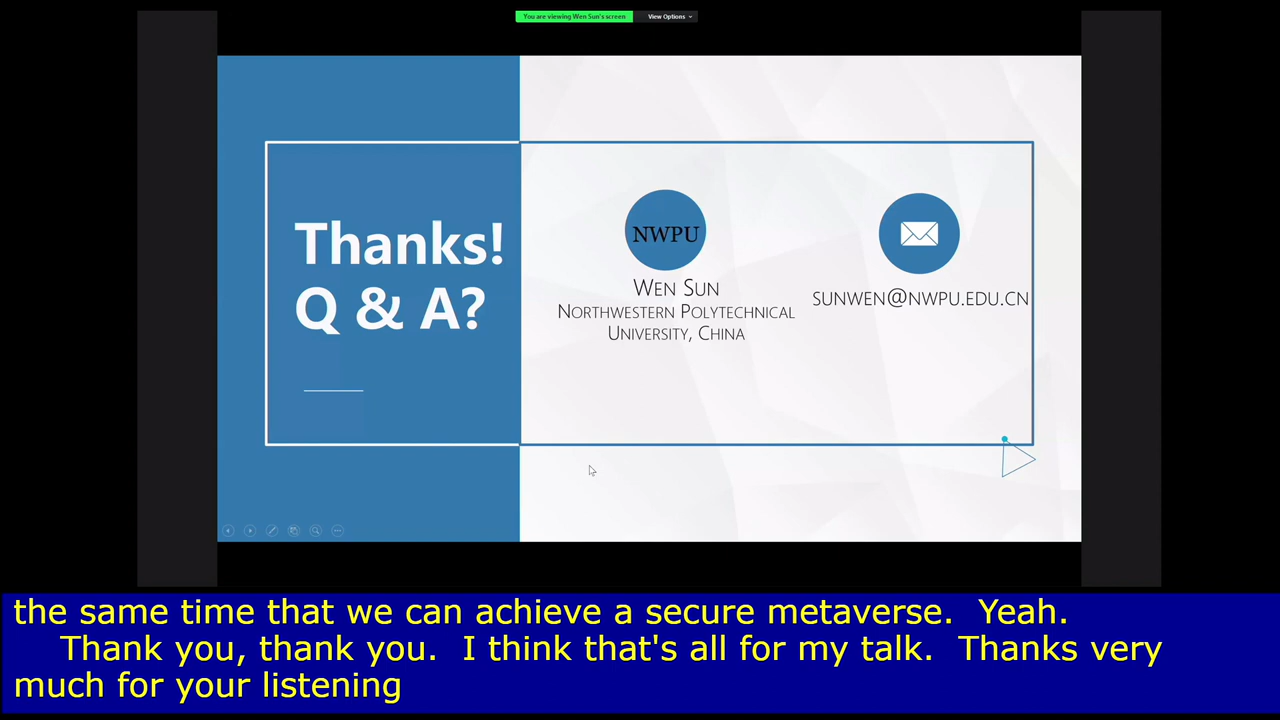 You are viewing Wen Sun's screen
View Options
Thanks!
Q & A?
NWPU
WEN SUN
NORTHWESTERN POLYTECHNICAL
UNIVERSITY, CHINA
SUNWEN@NWPU.EDU.CN
the same time that we can achieve a secure metaverse.  Yeah.
Thank you, thank you.  I think that's all for my talk.  Thanks very
much for your listening